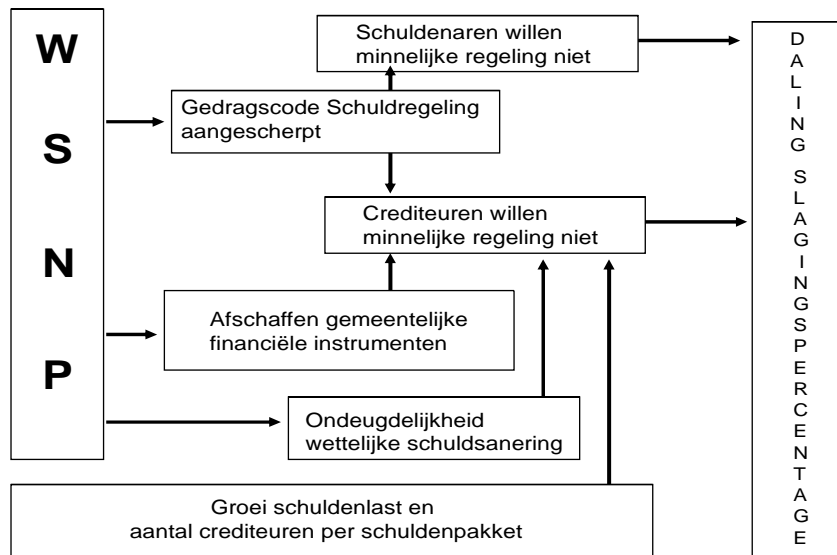 W
S
N
P
Schuldenaren willen
minnelijke regeling niet
Gedragscode Schuldregeling
aangescherpt
Crediteuren willen
minnelijke regeling niet
Afschaffen gemeentelijke
financiële instrumenten
Ondeugdelijkheid
wettelijke schuldsanering
Groei schuldenlast en
aantal crediteuren per schuldenpakket
DALING SLAGINGSPERCENTAGE